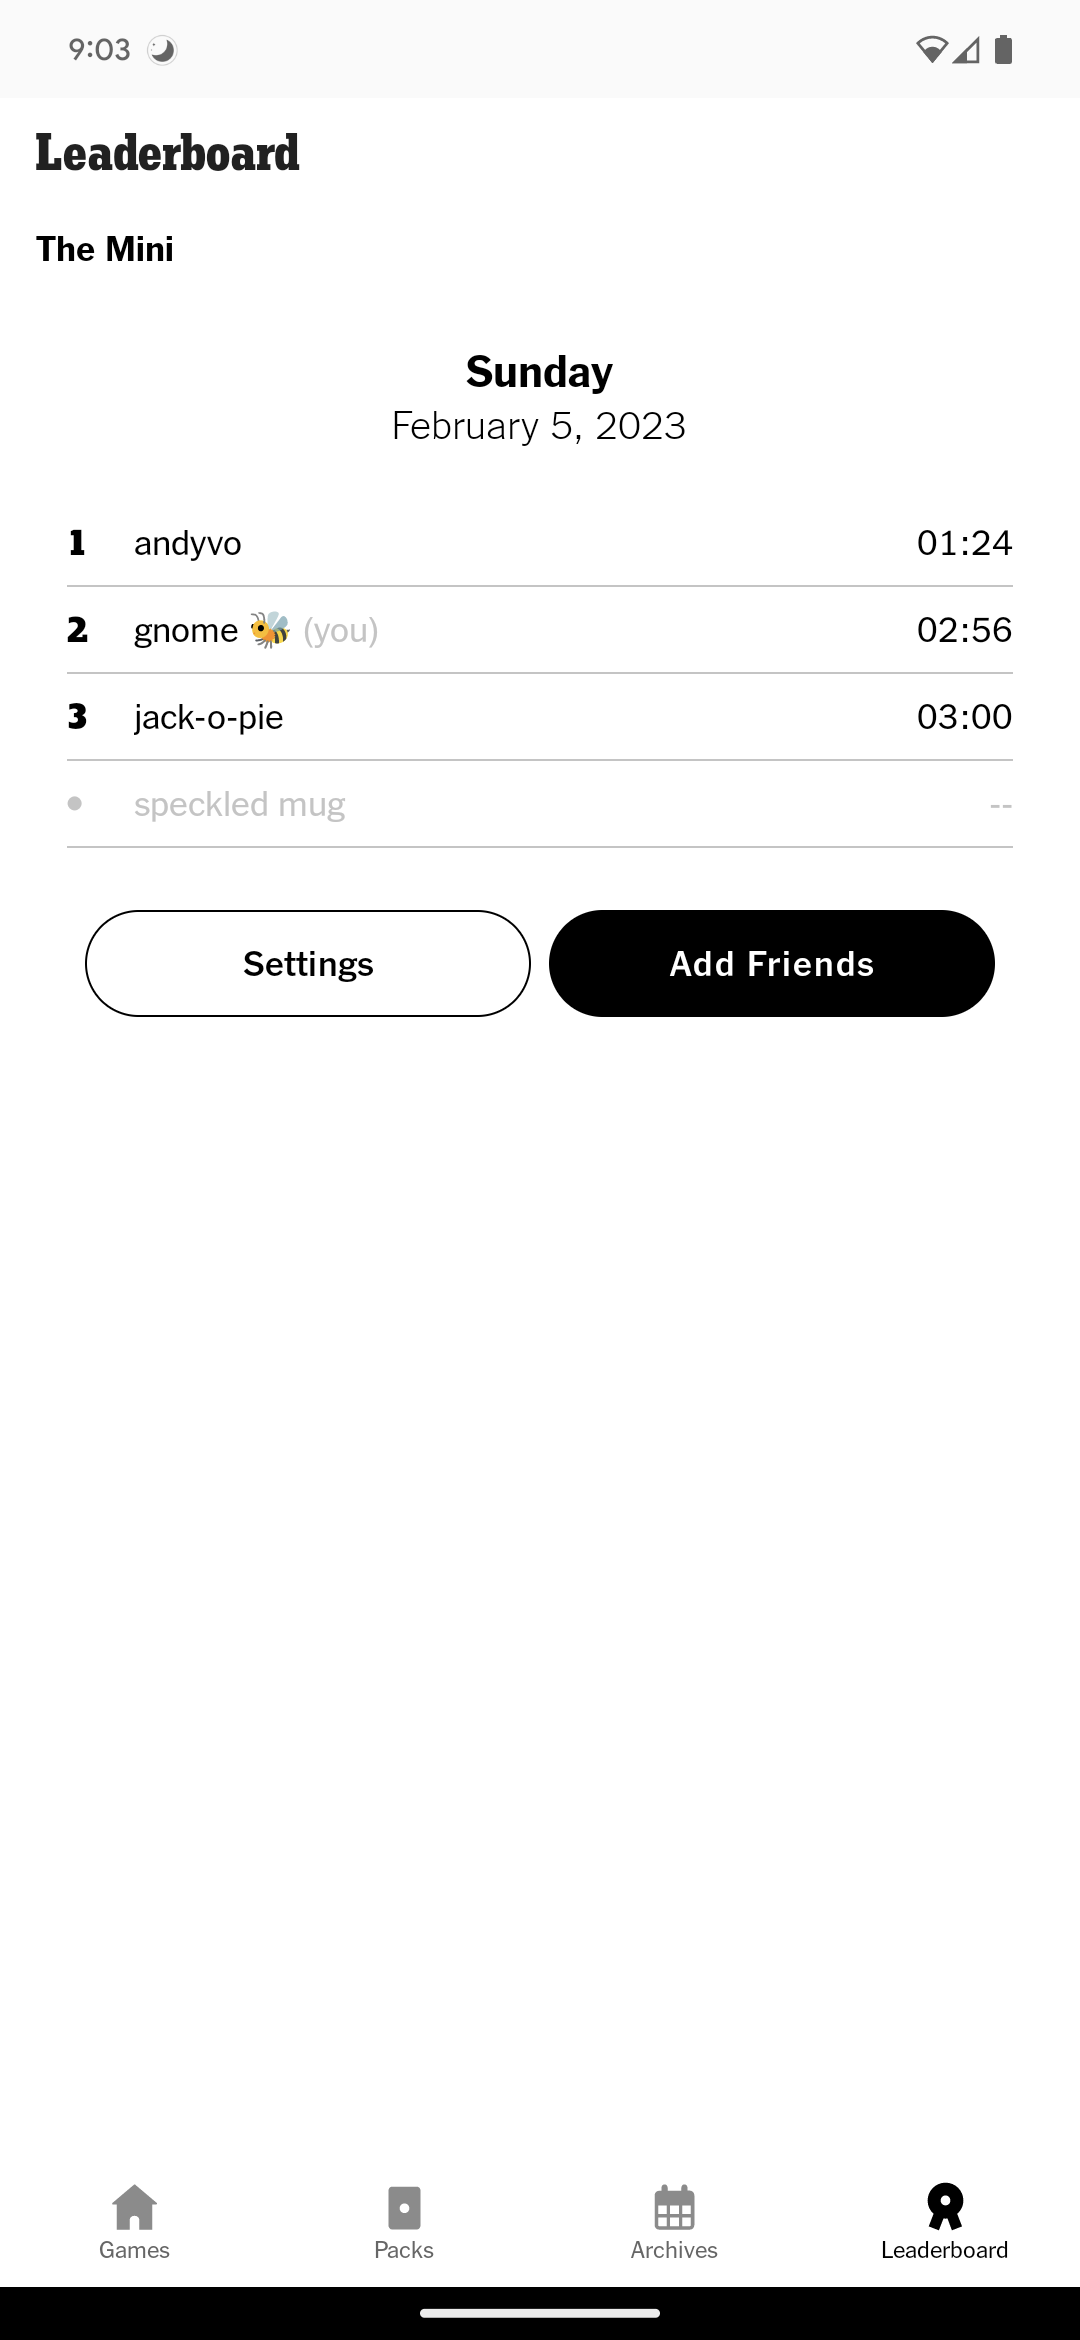 9:03
Leaderboard
The Mini
Sunday
February 5, 2023
1 andyvo 01:24
2 gnome 🐝 (you) 02:56
3 jack-o-pie 03:00
• speckled mug --
Settings Add Friends
Games Packs Archives Leaderboard